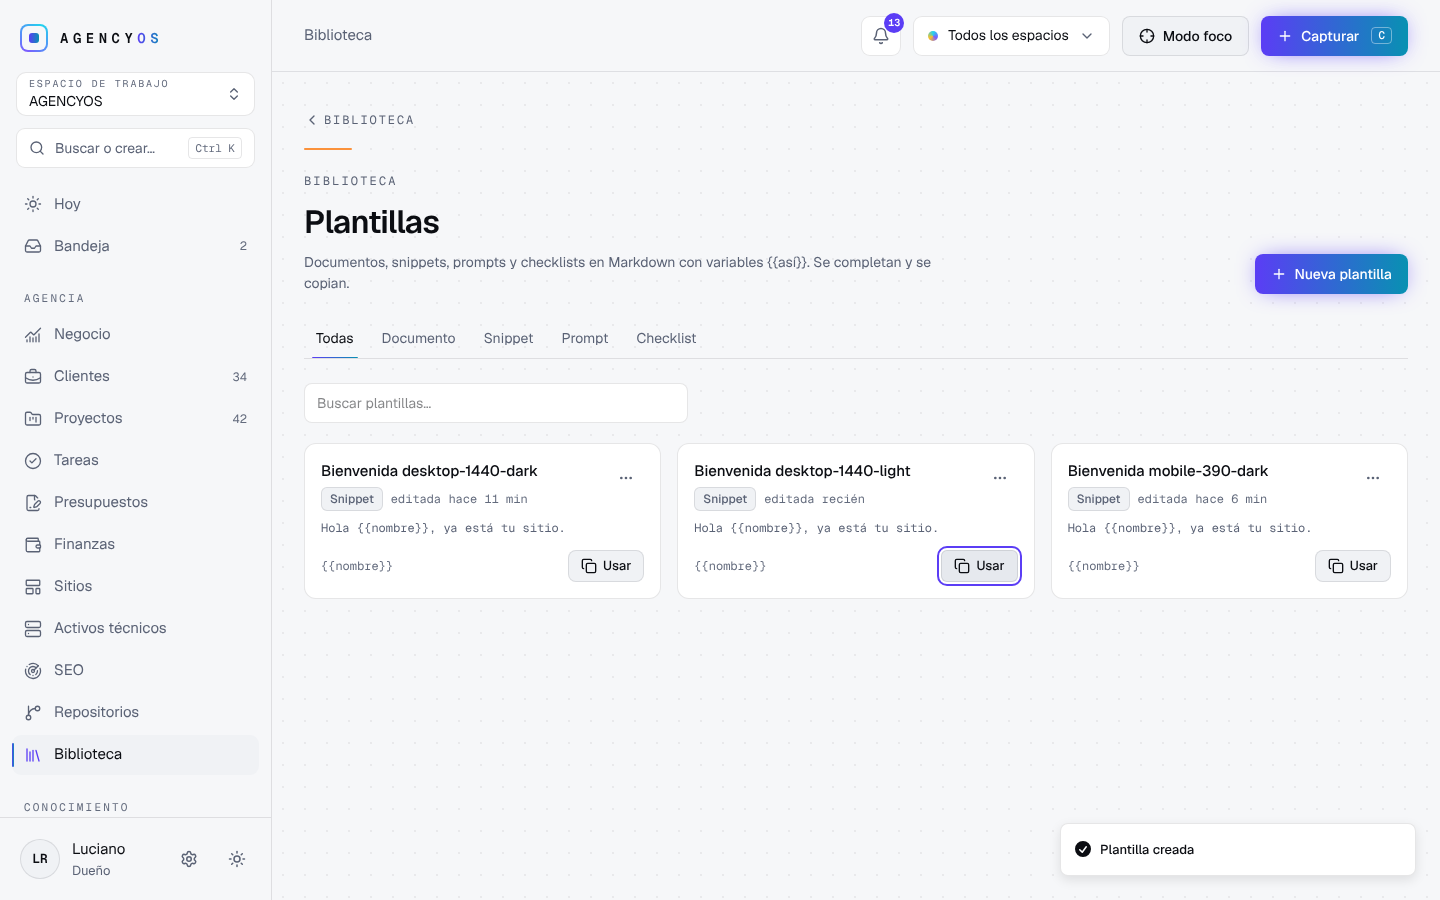 AGENCYOS
ESPACIO DE TRABAJO
AGENCYOS
Buscar o crear...
Ctrl K
Hoy
Bandeja 2
AGENCIA
Negocio
Clientes 34
Proyectos 42
Tareas
Presupuestos
Finanzas
Sitios
Activos técnicos
SEO
Repositorios
Biblioteca
CONOCIMIENTO
LR
Luciano
Dueño
Biblioteca
13
Todos los espacios
Modo foco
Capturar C
BIBLIOTECA
BIBLIOTECA
Plantillas
Documentos, snippets, prompts y checklists en Markdown con variables {{así}}. Se completan y se
copian.
Nueva plantilla
Todas Documento Snippet Prompt Checklist
Buscar plantillas...
Bienvenida desktop-1440-dark
Snippet editada hace 11 min
Hola {{nombre}}, ya está tu sitio.
{{nombre}}
Usar
Bienvenida desktop-1440-light
Snippet editada recién
Hola {{nombre}}, ya está tu sitio.
{{nombre}}
Usar
Bienvenida mobile-390-dark
Snippet editada hace 6 min
Hola {{nombre}}, ya está tu sitio.
{{nombre}}
Usar
Plantilla creada